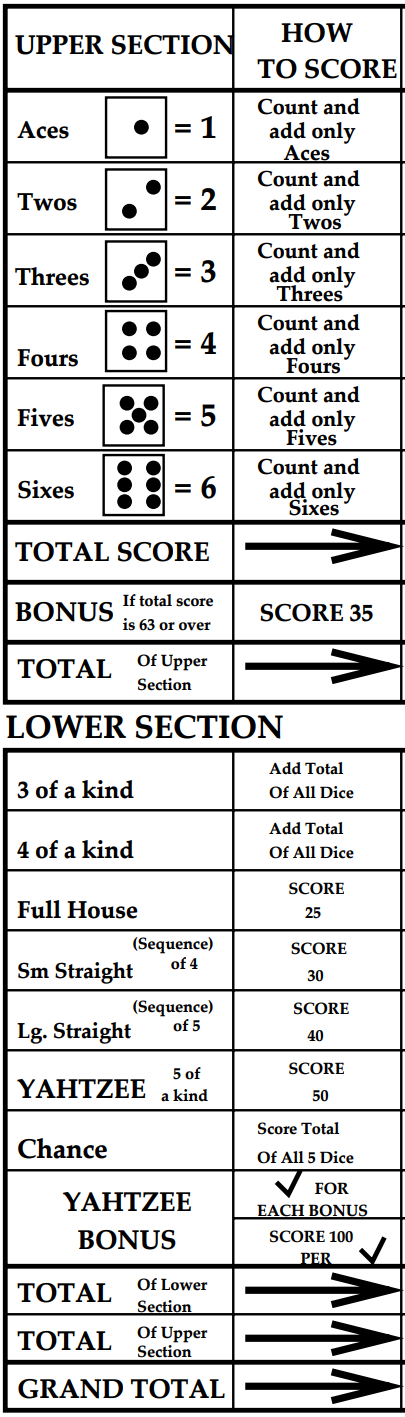 UPPER SECTION
HOW
TO SCORE
Aces
= 1
Count and
add only
Aces
Twos
= 2
Count and
add only
Twos
Threes
= 3
Count and
add only
Threes
Fours
= 4
Count and
add only
Fours
Fives
= 5
Count and
add only
Fives
Sixes
= 6
Count and
add only
Sixes
TOTAL SCORE
BONUS
If total score
is 63 or over
SCORE 35
TOTAL
Of Upper
Section
LOWER SECTION
3 of a kind
Add Total
Of All Dice
4 of a kind
Add Total
Of All Dice
Full House
SCORE
25
Sm Straight
(Sequence)
of 4
SCORE
30
Lg. Straight
(Sequence)
of 5
SCORE
40
YAHTZEE
5 of
a kind
SCORE
50
Chance
Score Total
Of All 5 Dice
YAHTZEE
BONUS
✓ FOR
EACH BONUS
SCORE 100
PER ✓
TOTAL
Of Lower
Section
TOTAL
Of Upper
Section
GRAND TOTAL